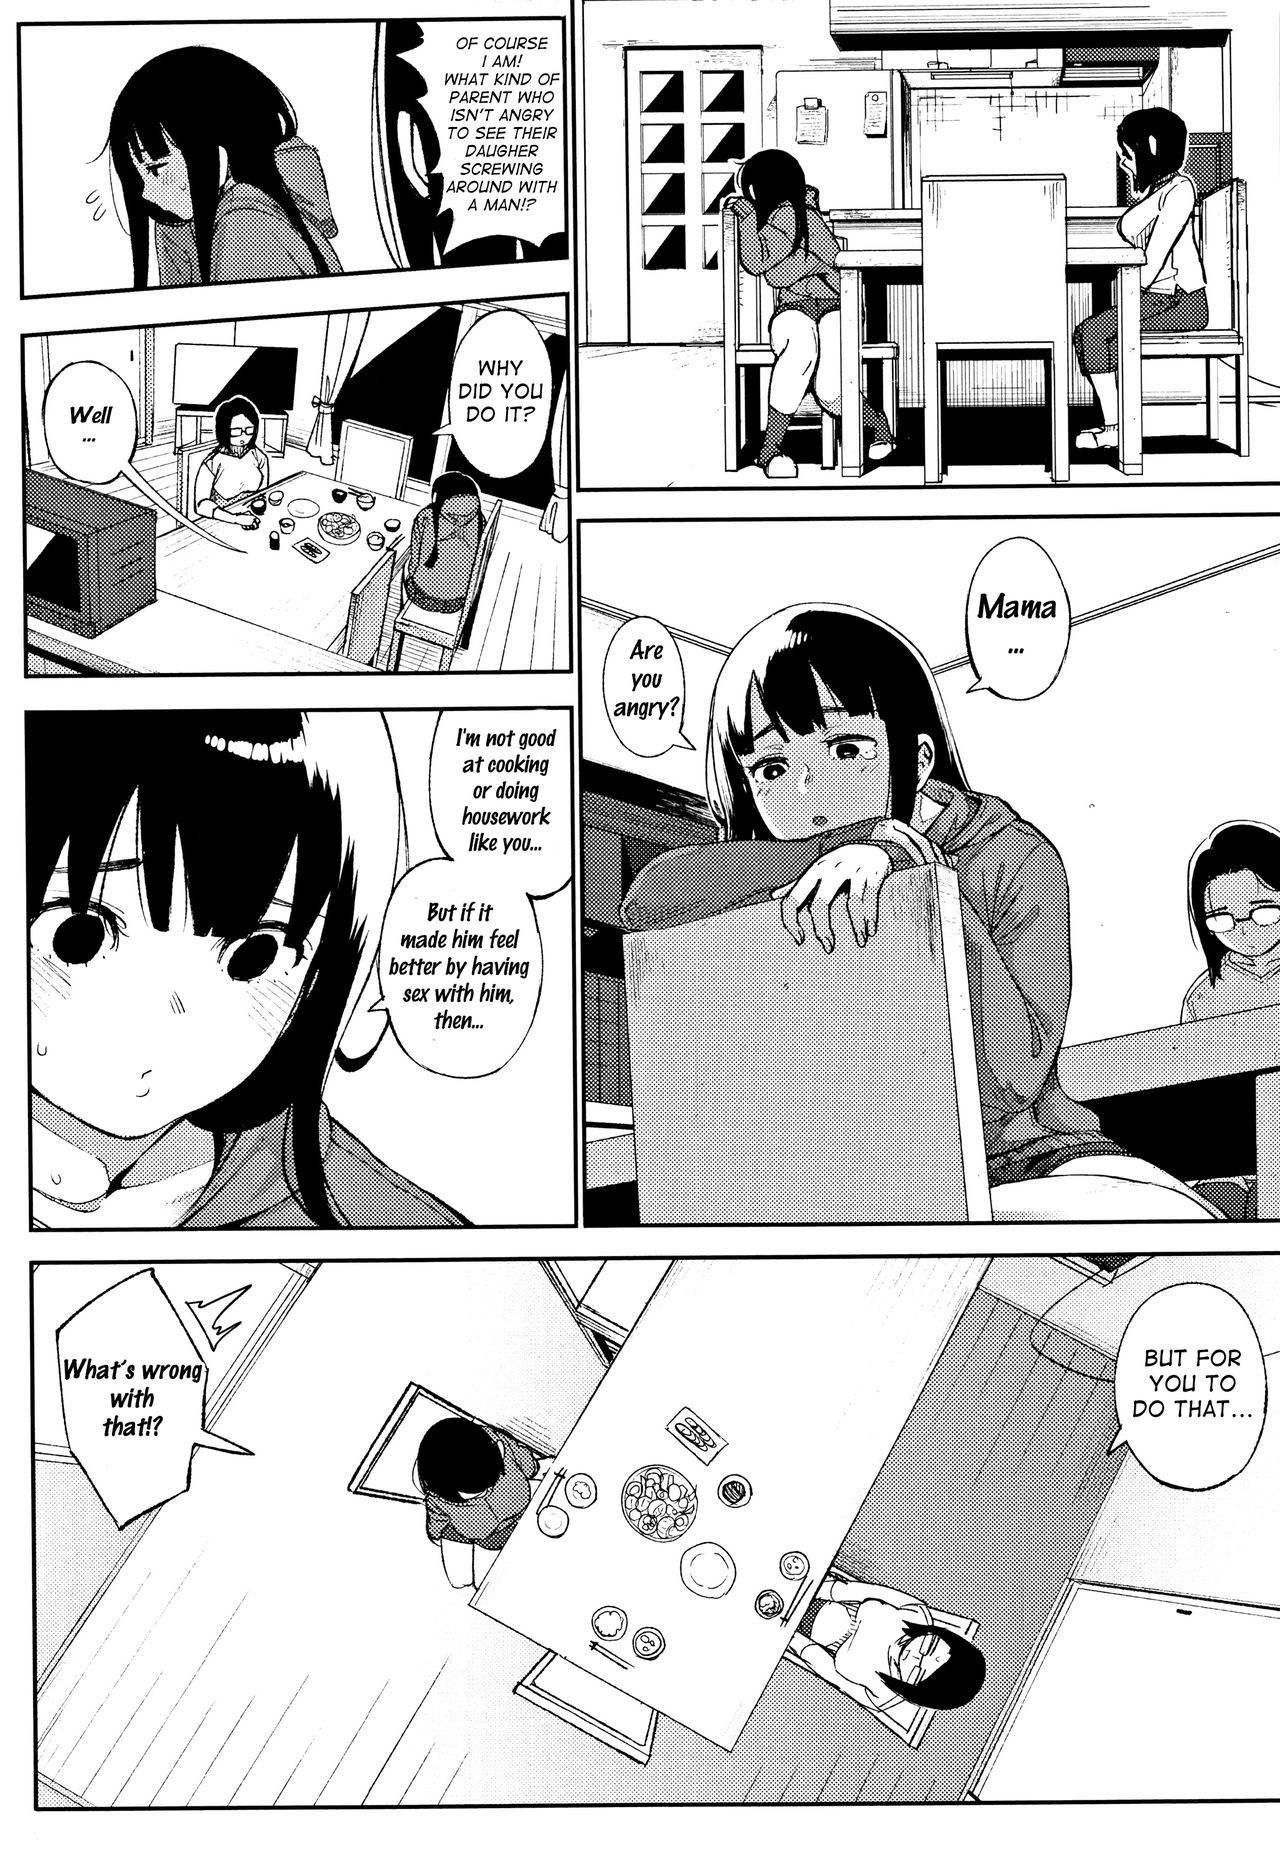 Mama
...
Are
you
angry?
OF COURSE
I AM!
WHAT KIND OF
PARENT WHO
ISN'T ANGRY
TO SEE THEIR
DAUGHER
SCREWING
AROUND WITH
A MAN!?
WHY
DID YOU
DO IT?
Well
...
I'm not good
at cooking
or doing
housework
like you...
But if it
made him feel
better by having
sex with him,
then...
BUT FOR
YOU TO
DO THAT...
What's wrong
with
that!?